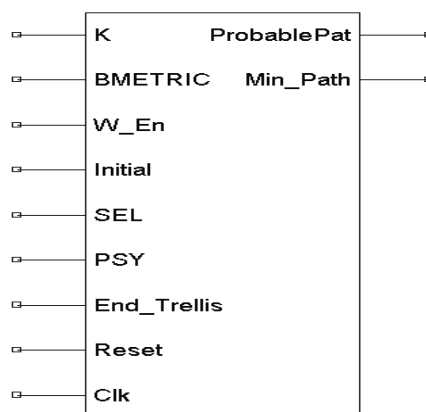 K ProbablePat
BMETRIC Min_Path
W_En
Initial
SEL
PSY
End_Trellis
Reset
Clk